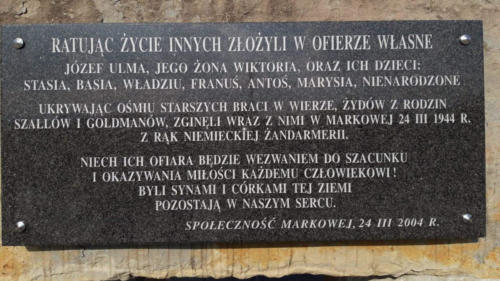 RATUJĄC ŻYCIE INNYCH ZŁOŻYLI W OFIERZE WŁASNE
JÓZEF ULMA, JEGO ŻONA WIKTORIA, ORAZ ICH DZIECI:
STASIA, BASIA, WŁADZIU, FRANUŚ, ANTOŚ, MARYSIA, NIENARODZONE
UKRYWAJĄC OŚMIU STARSZYCH BRACI W WIERZE, ŻYDÓW Z RODZIN
SZALLÓW I GOLDMANÓW, ZGINĘLI WRAZ Z NIMI W MARKOWEJ 24 III 1944 R.
Z RĄK NIEMIECKIEJ ŻANDARMERII.
NIECH ICH OFIARA BĘDZIE WEZWANIEM DO SZACUNKU
I OKAZYWANIA MIŁOŚCI KAŻDEMU CZŁOWIEKOWI!
BYLI SYNAMI I CÓRKAMI TEJ ZIEMI
POZOSTAJĄ W NASZYM SERCU.
SPOŁECZNOŚĆ MARKOWEJ, 24 III 2004 R.